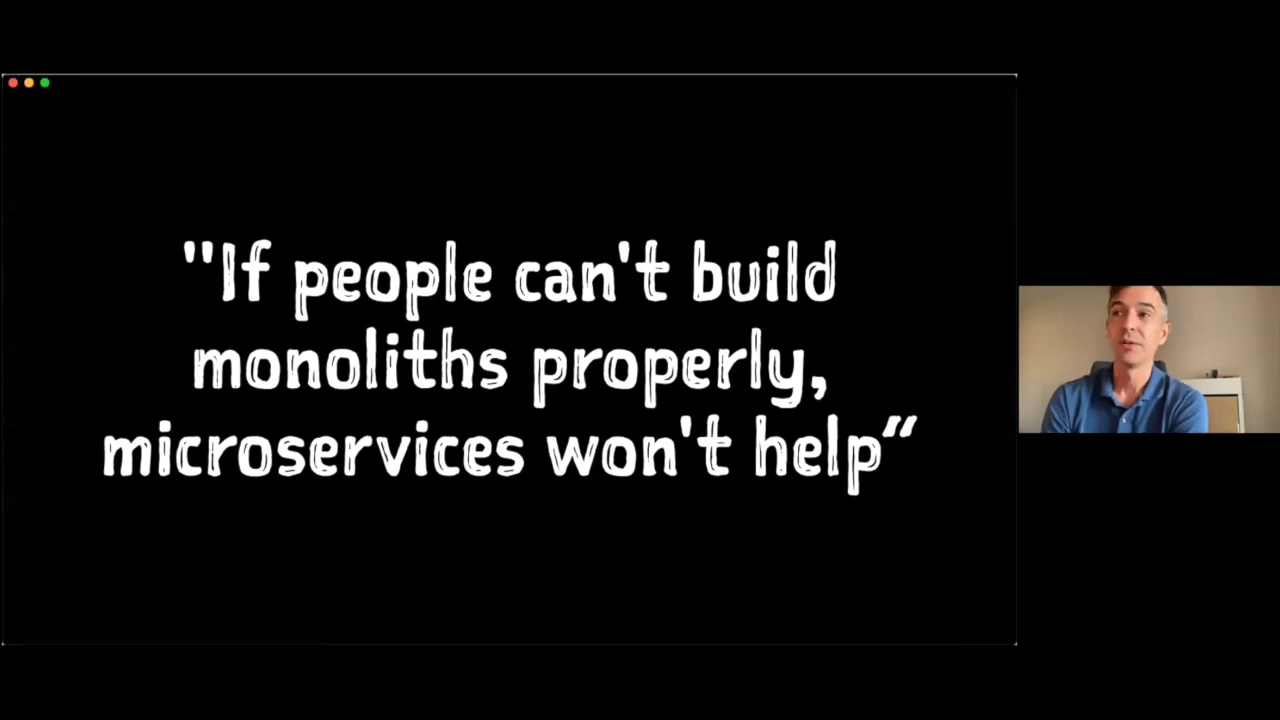 "If people can't build
monoliths properly,
microservices won't help“